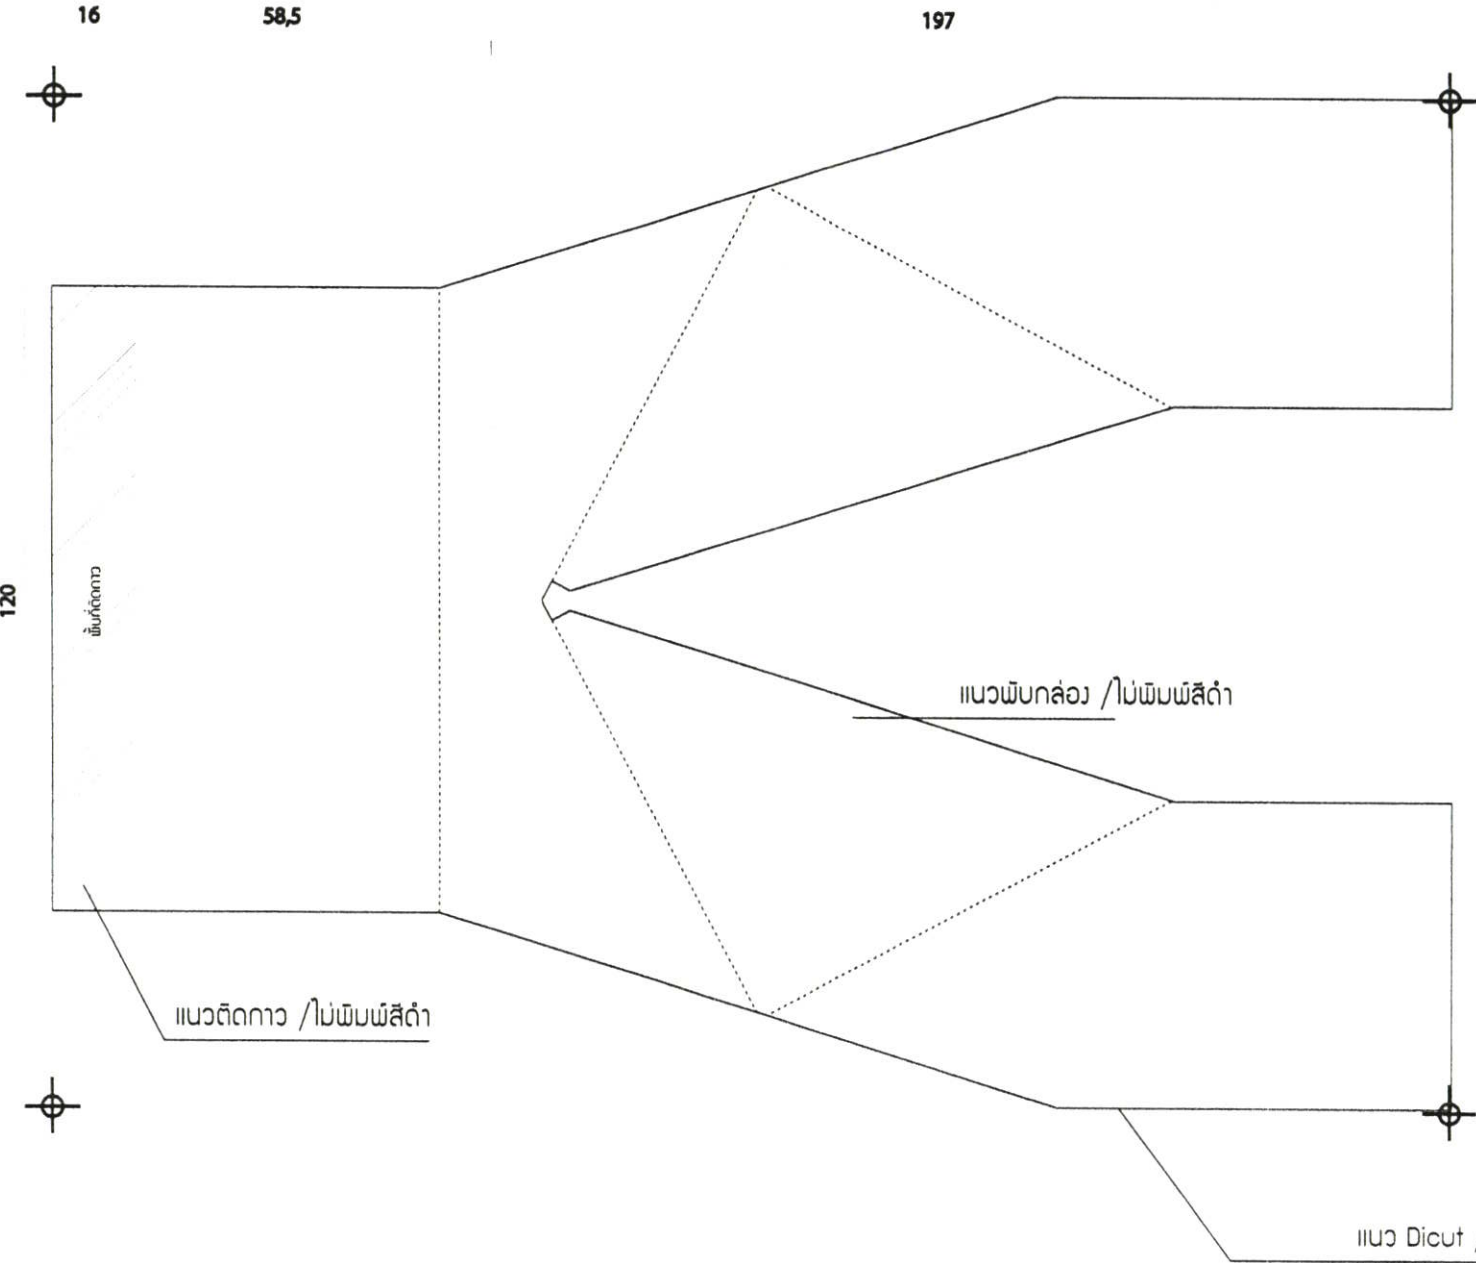 16 58,5 197
120
พับที่ติดกาว
แนวพับกล่อง /ไม่พิมพ์สีดำ
แนวติดกาว /ไม่พิมพ์สีดำ
แนว Dicut